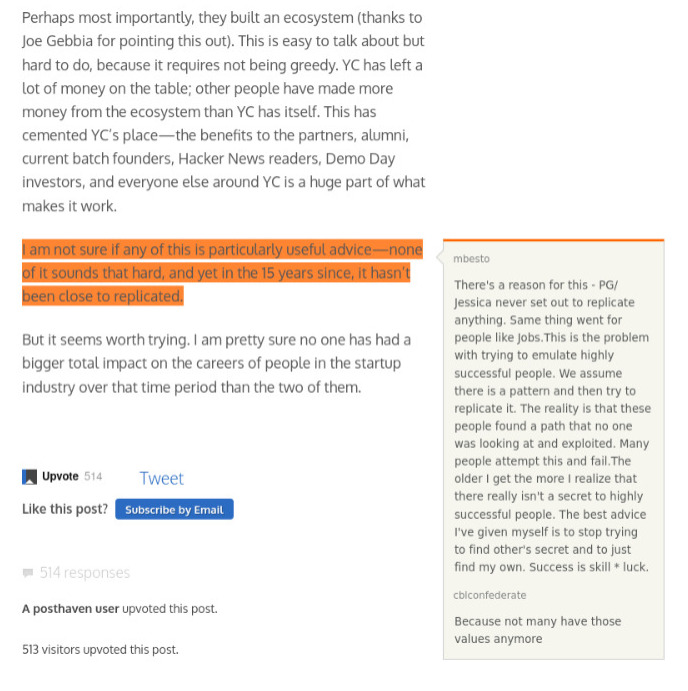 Perhaps most importantly, they built an ecosystem (thanks to
Joe Gebbia for pointing this out). This is easy to talk about but
hard to do, because it requires not being greedy. YC has left a
lot of money on the table; other people have made more
money from the ecosystem than YC has itself. This has
cemented YC's place—the benefits to the partners, alumni,
current batch founders, Hacker News readers, Demo Day
investors, and everyone else around YC is a huge part of what
makes it work.
I am not sure if any of this is particularly useful advice—none
of it sounds that hard, and yet in the 15 years since, it hasn't
been close to replicated.
But it seems worth trying. I am pretty sure no one has had a
bigger total impact on the careers of people in the startup
industry over that time period than the two of them.
Upvote 514 Tweet
Like this post? Subscribe by Email
514 responses
A posthaven user upvoted this post.
513 visitors upvoted this post.
mbesto
There's a reason for this - PG/
Jessica never set out to replicate
anything. Same thing went for
people like Jobs.This is the problem
with trying to emulate highly
successful people. We assume
there is a pattern and then try to
replicate it. The reality is that these
people found a path that no one
was looking at and exploited. Many
people attempt this and fail.The
older I get the more I realize that
there really isn't a secret to highly
successful people. The best advice
I've given myself is to stop trying
to find other's secret and to just
find my own. Success is skill * luck.
cblconfederate
Because not many have those
values anymore